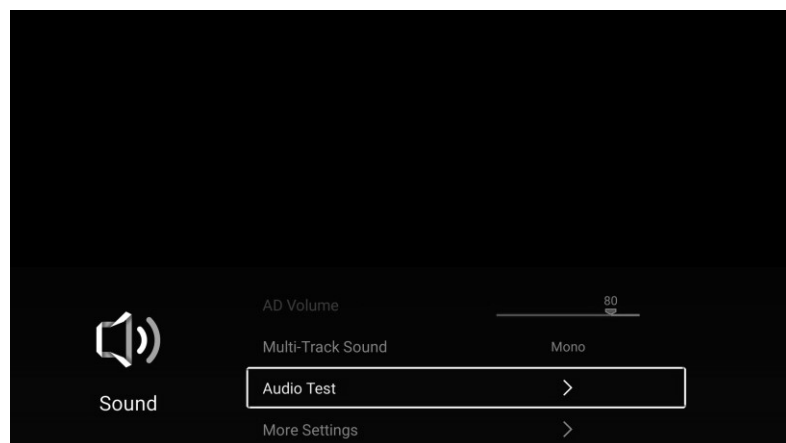 AD Volume
80
Multi-Track Sound
Mono
Audio Test
Sound
More Settings